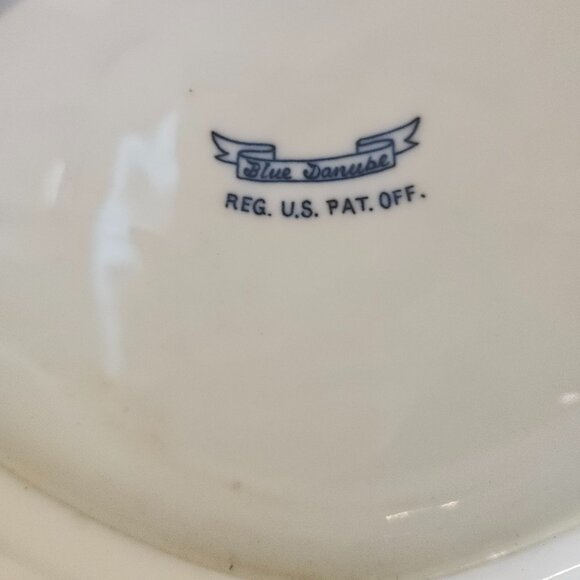 Blue Danube
REG. U.S. PAT. OFF.